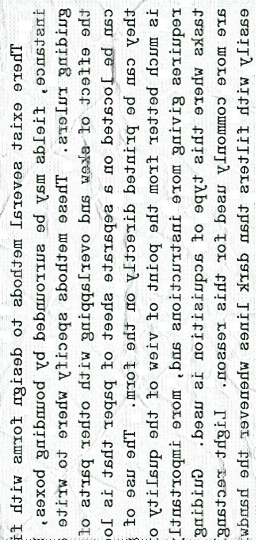 There exist several methods to design forms with fi
instance, fields may be surrounded by bounding boxes,
guiding rulers. These methods specify where to write
the effect of skew and overlapping with other parts of
can be located on a separate sheet of paper that is lo
they can be printed directly on the form. The use of
is much better from the point of view of the quality o
requires giving more instructions and, more importantl
tasks where this type of acquisition is used. Guiding
are more commonly used for this reason. Light rectang
easily with filters than dark lines whenever the handw